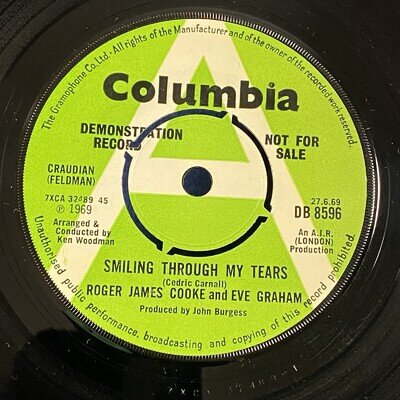 The Gramophone Co. Ltd. · All rights of the Manufacturer and of the owner of the recorded work reserved.
A
Columbia
DEMONSTRATION
RECORD
NOT FOR
SALE
CRAUDIAN
(FELDMAN)
7XCA 32489 45
℗ 1969
Arranged &
Conducted by
Ken Woodman
27.6.69
DB 8596
An A.I.R.
(LONDON)
Production
SMILING THROUGH MY TEARS
(Cedric Carnall)
ROGER JAMES COOKE and EVE GRAHAM
Produced by John Burgess
Unauthorised public performance, broadcasting and copying of this record prohibited.